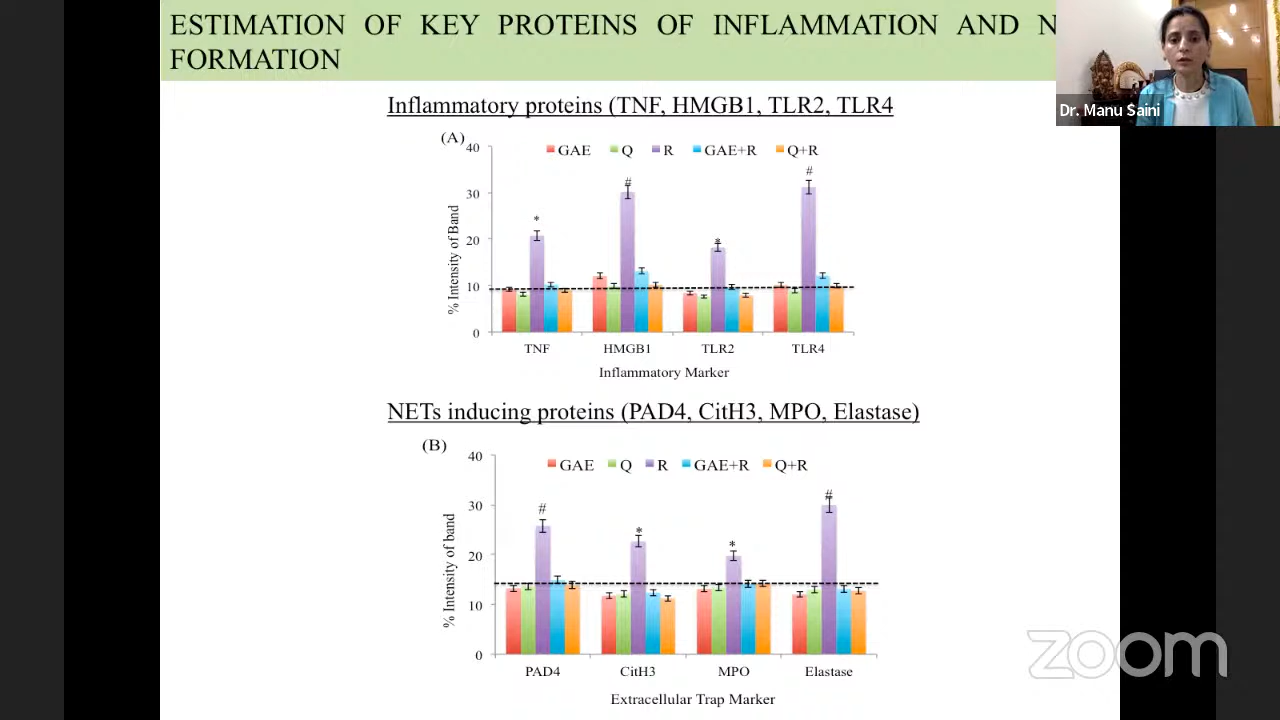 ESTIMATION OF KEY PROTEINS OF INFLAMMATION AND N
FORMATION
Dr. Manu Saini
Inflammatory proteins (TNF, HMGB1, TLR2, TLR4
(A)
GAE Q R GAE+R Q+R
40
30
20
10
0
% Intensity of Band
# #
* *
TNF HMGB1 TLR2 TLR4
Inflammatory Marker
NETs inducing proteins (PAD4, CitH3, MPO, Elastase)
(B)
GAE Q R GAE+R Q+R
40
30
20
10
0
% Intensity of band
# * * #
PAD4 CitH3 MPO Elastase
Extracellular Trap Marker
zoom